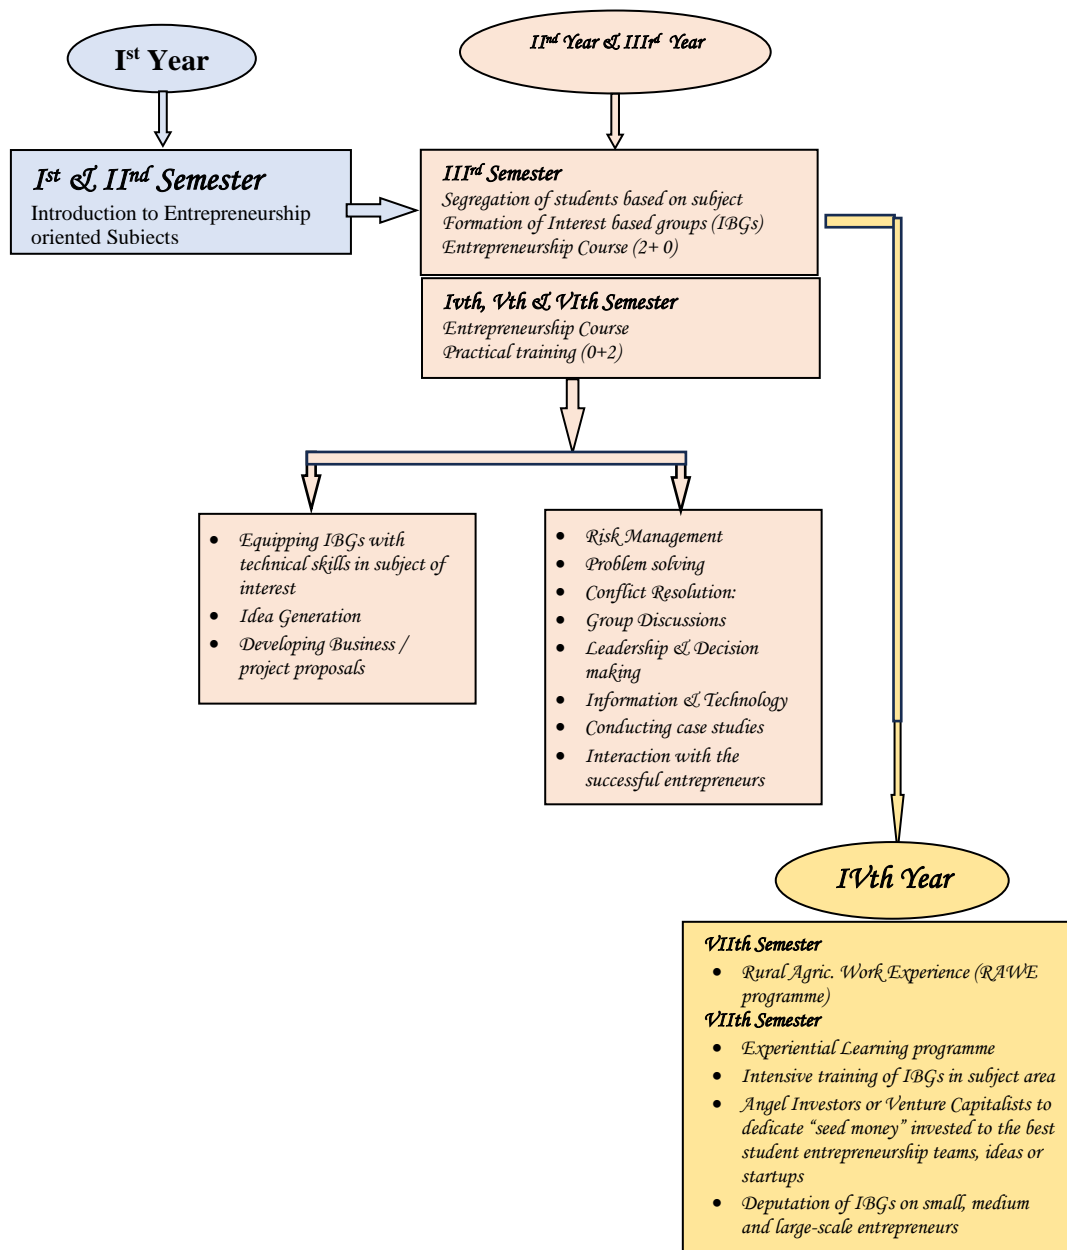 Ist Year
IInd Year & IIIrd Year
Ist & IInd Semester
Introduction to Entrepreneurship
oriented Subjects
IIIrd Semester
Segregation of students based on subject
Formation of Interest based groups (IBGs)
Entrepreneurship Course (2+ 0)
Ivth, Vth & VIth Semester
Entrepreneurship Course
Practical training (0+2)
• Equipping IBGs with
technical skills in subject of
interest
• Idea Generation
• Developing Business /
project proposals
• Risk Management
• Problem solving
• Conflict Resolution:
• Group Discussions
• Leadership & Decision
making
• Information & Technology
• Conducting case studies
• Interaction with the
successful entrepreneurs
IVth Year
VIIth Semester
• Rural Agric. Work Experience (RAWE
programme)
VIIth Semester
• Experiential Learning programme
• Intensive training of IBGs in subject area
• Angel Investors or Venture Capitalists to
dedicate “seed money” invested to the best
student entrepreneurship teams, ideas or
startups
• Deputation of IBGs on small, medium
and large-scale entrepreneurs